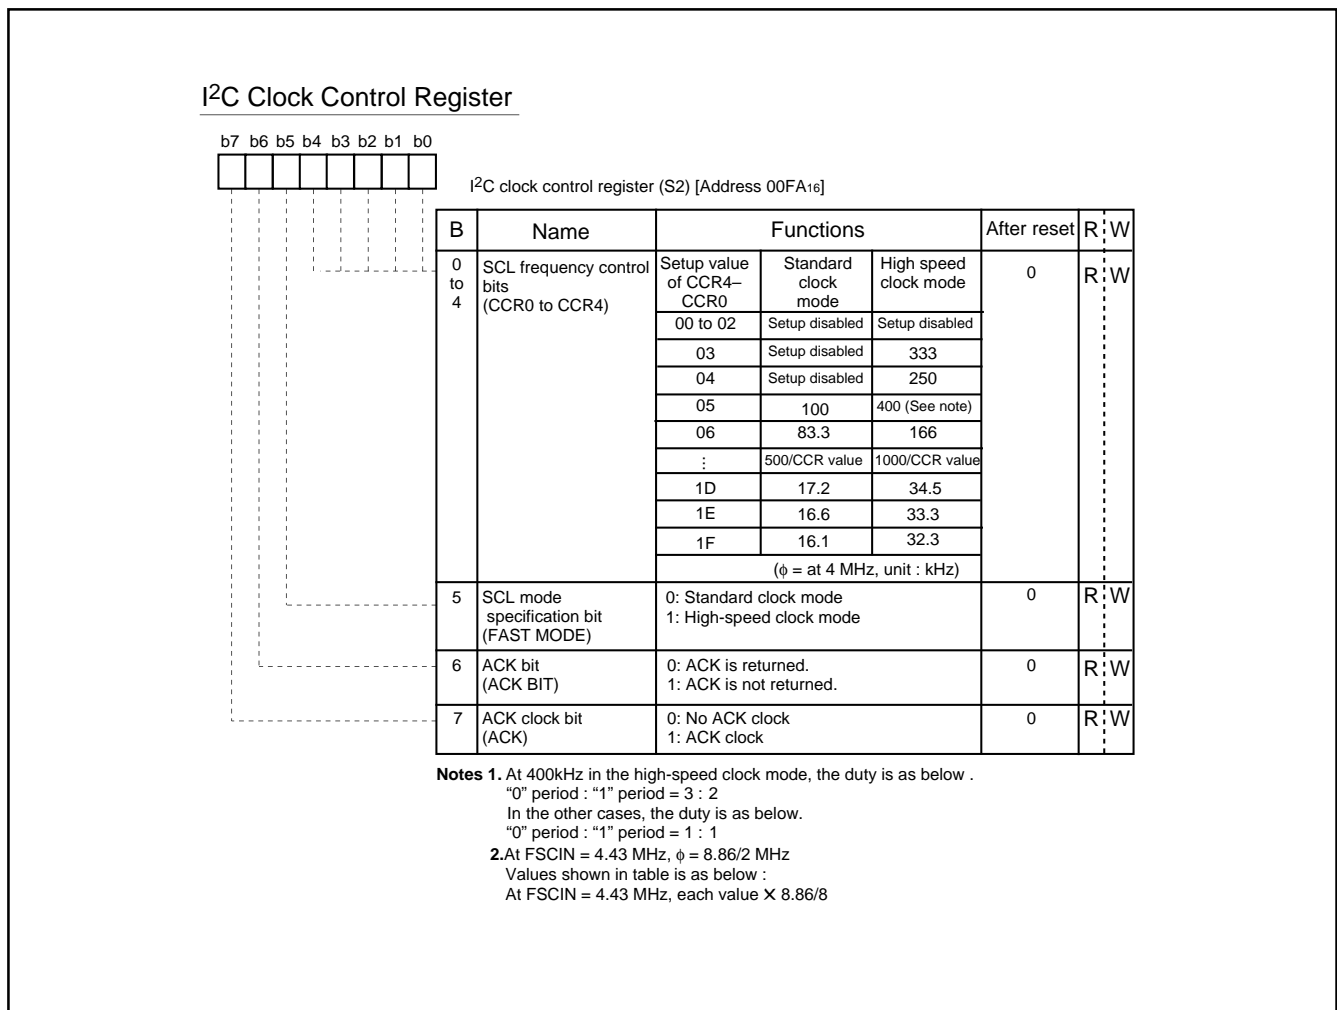 I2C Clock Control Register
b7 b6 b5 b4 b3 b2 b1 b0
I2C clock control register (S2) [Address 00FA16]
B Name Functions After reset R W
0 to 4 SCL frequency control bits (CCR0 to CCR4) 0 R W
Setup value of CCR4–CCR0 Standard clock mode High speed clock mode
00 to 02 Setup disabled Setup disabled
03 Setup disabled 333
04 Setup disabled 250
05 100 400 (See note)
06 83.3 166
⋮ 500/CCR value 1000/CCR value
1D 17.2 34.5
1E 16.6 33.3
1F 16.1 32.3
(ϕ = at 4 MHz, unit : kHz)
5 SCL mode specification bit (FAST MODE) 0: Standard clock mode 0 R W
1: High-speed clock mode
6 ACK bit (ACK BIT) 0: ACK is returned. 0 R W
1: ACK is not returned.
7 ACK clock bit (ACK) 0: No ACK clock 0 R W
1: ACK clock
Notes 1. At 400kHz in the high-speed clock mode, the duty is as below .
“0” period : “1” period = 3 : 2
In the other cases, the duty is as below.
“0” period : “1” period = 1 : 1
2.At FSCIN = 4.43 MHz, ϕ = 8.86/2 MHz
Values shown in table is as below :
At FSCIN = 4.43 MHz, each value ✕ 8.86/8